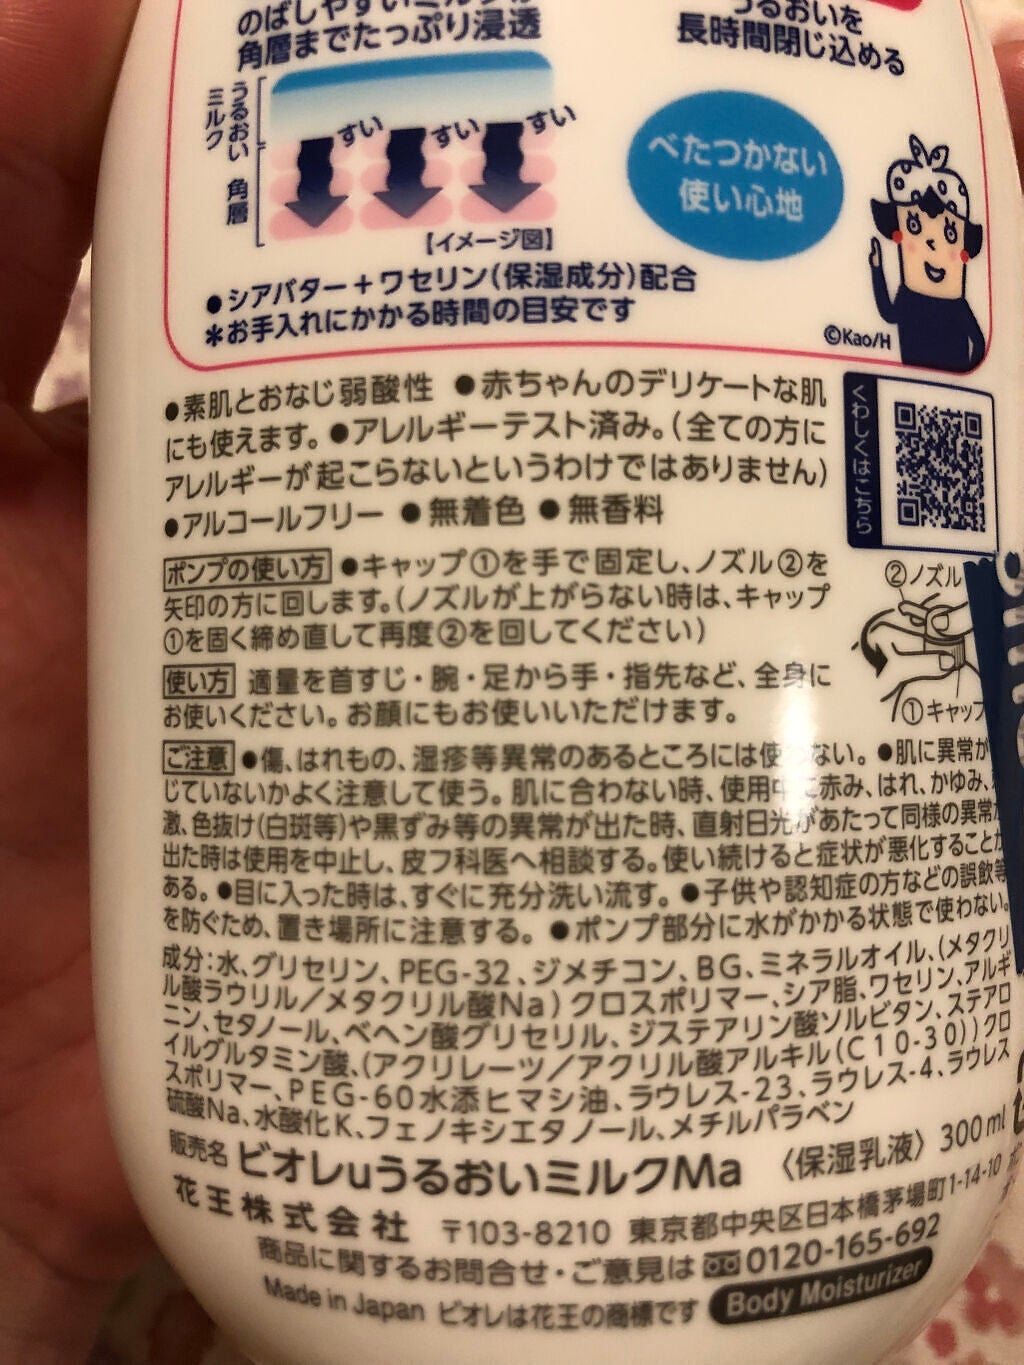 のばしやすいミルクが
角層までたっぷり浸透
うるおいを
長時間閉じ込める
うるおい
ミルク
角層
すい
すい
すい
【イメージ図】
べたつかない
使い心地
●シアバター＋ワセリン(保湿成分)配合
＊お手入れにかかる時間の目安です
©Kao/H
●素肌とおなじ弱酸性 ●赤ちゃんのデリケートな肌
にも使えます。●アレルギーテスト済み。(全ての方に
アレルギーが起こらないというわけではありません)
●アルコールフリー ●無着色 ●無香料
くわしくはこちら
ポンプの使い方 ●キャップ①を手で固定し、ノズル②を
矢印の方に回します。(ノズルが上がらない時は、キャップ
①を固く締め直して再度②を回してください)
②ノズル
①キャップ
使い方 適量を首すじ・腕・足から手・指先など、全身に
お使いください。お顔にもお使いいただけます。
ご注意 ●傷、はれもの、湿疹等異常のあるところには使わない。●肌に異常が
じていないかよく注意して使う。肌に合わない時、使用中に赤み、はれ、かゆみ、
激、色抜け(白斑等)や黒ずみ等の異常が出た時、直射日光があたって同様の異常が
出た時は使用を中止し、皮フ科医へ相談する。使い続けると症状が悪化することが
ある。●目に入った時は、すぐに充分洗い流す。●子供や認知症の方などの誤飲等
を防ぐため、置き場所に注意する。●ポンプ部分に水がかかる状態で使わない。
成分：水、グリセリン、PEG-32、ジメチコン、BG、ミネラルオイル、(メタクリ
ル酸ラウリル／メタクリル酸Na)クロスポリマー、シア脂、ワセリン、アルギ
ニン、セタノール、ベヘン酸グリセリル、ジステアリン酸ソルビタン、ステアロ
イルグルタミン酸、(アクリレーツ／アクリル酸アルキル(C10-30))クロ
スポリマー、PEG-60水添ヒマシ油、ラウレス-23、ラウレス-4、ラウレス
硫酸Na、水酸化K、フェノキシエタノール、メチルパラベン
販売名 ビオレuうるおいミルクMa 〈保湿乳液〉 300ml
花王株式会社 〒103-8210 東京都中央区日本橋茅場町1-14-10
商品に関するお問合せ・ご意見は 0120-165-692
Made in Japan ビオレは花王の商標です Body Moisturizer